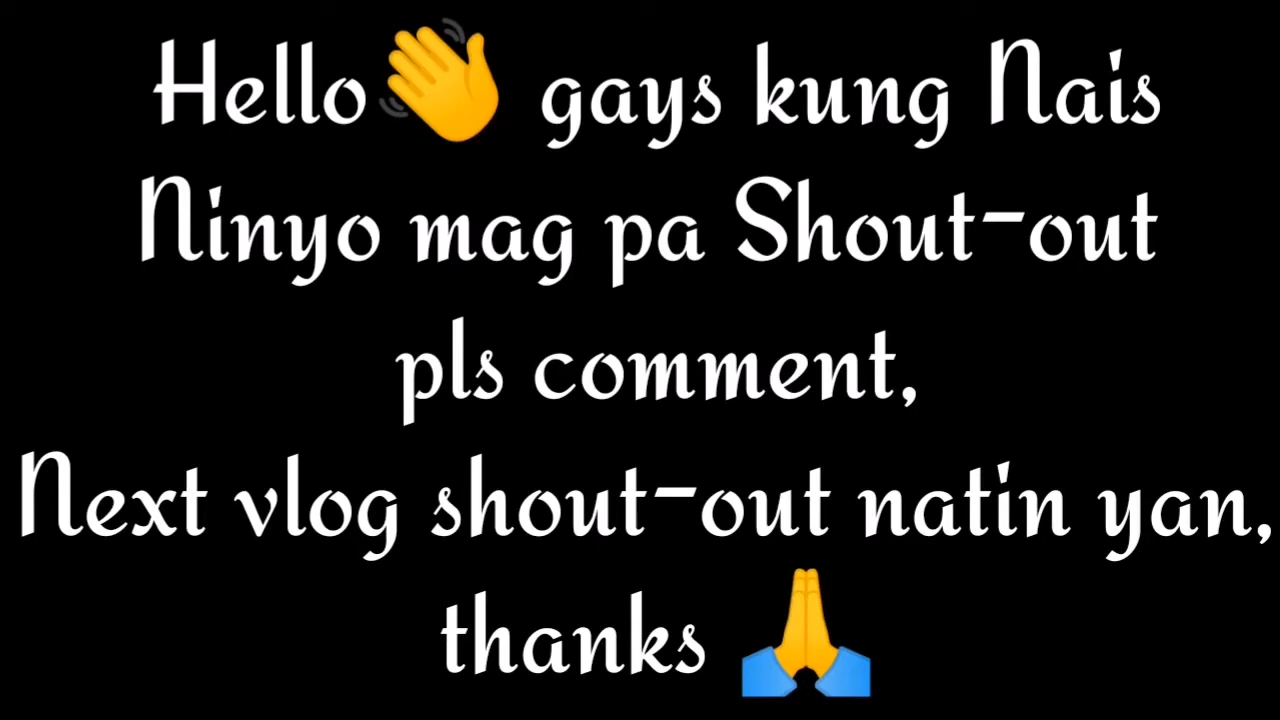 Hello👋 gays kung Nais
Ninyo mag pa Shout-out
pls comment,
Next vlog shout-out natin yan,
thanks 🙏